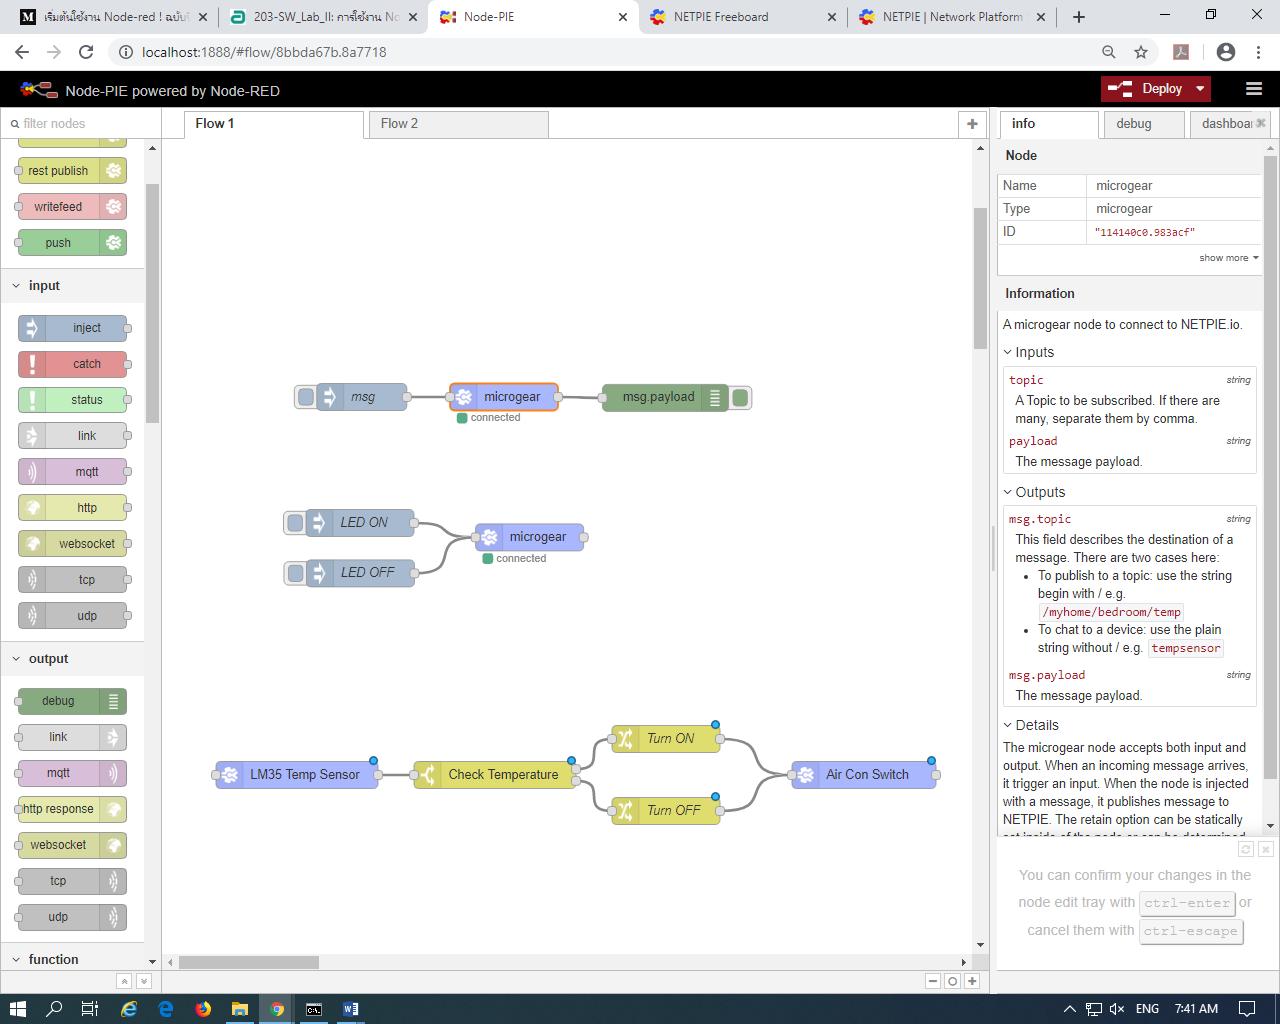 เริ่มต้นใช้งาน Node-red ! ฉบับ
203-SW_Lab_II: การใช้งาน No
Node-PIE
NETPIE Freeboard
NETPIE | Network Platform
localhost:1888/#flow/8bbda67b.8a7718
Node-PIE powered by Node-RED
Deploy
filter nodes
Flow 1
Flow 2
info
debug
dashboa
rest publish
writefeed
push
input
inject
catch
status
link
mqtt
http
websocket
tcp
udp
output
debug
link
mqtt
http response
websocket
tcp
udp
function
msg
microgear
msg.payload
connected
LED ON
microgear
connected
LED OFF
Turn ON
LM35 Temp Sensor
Check Temperature
Air Con Switch
Turn OFF
Node
Name microgear
Type microgear
ID "114140c0.983acf"
show more
Information
A microgear node to connect to NETPIE.io.
Inputs
topic string
A Topic to be subscribed. If there are
many, separate them by comma.
payload string
The message payload.
Outputs
msg.topic string
This field describes the destination of a
message. There are two cases here:
To publish to a topic: use the string
begin with / e.g.
/myhome/bedroom/temp
To chat to a device: use the plain
string without / e.g. tempsensor
msg.payload string
The message payload.
Details
The microgear node accepts both input and
output. When an incoming message arrives,
it trigger an input. When the node is injected
with a message, it publishes message to
NETPIE. The retain option can be statically
set inside of the node or can be determined
You can confirm your changes in the
node edit tray with ctrl-enter or
cancel them with ctrl-escape
ENG
7:41 AM